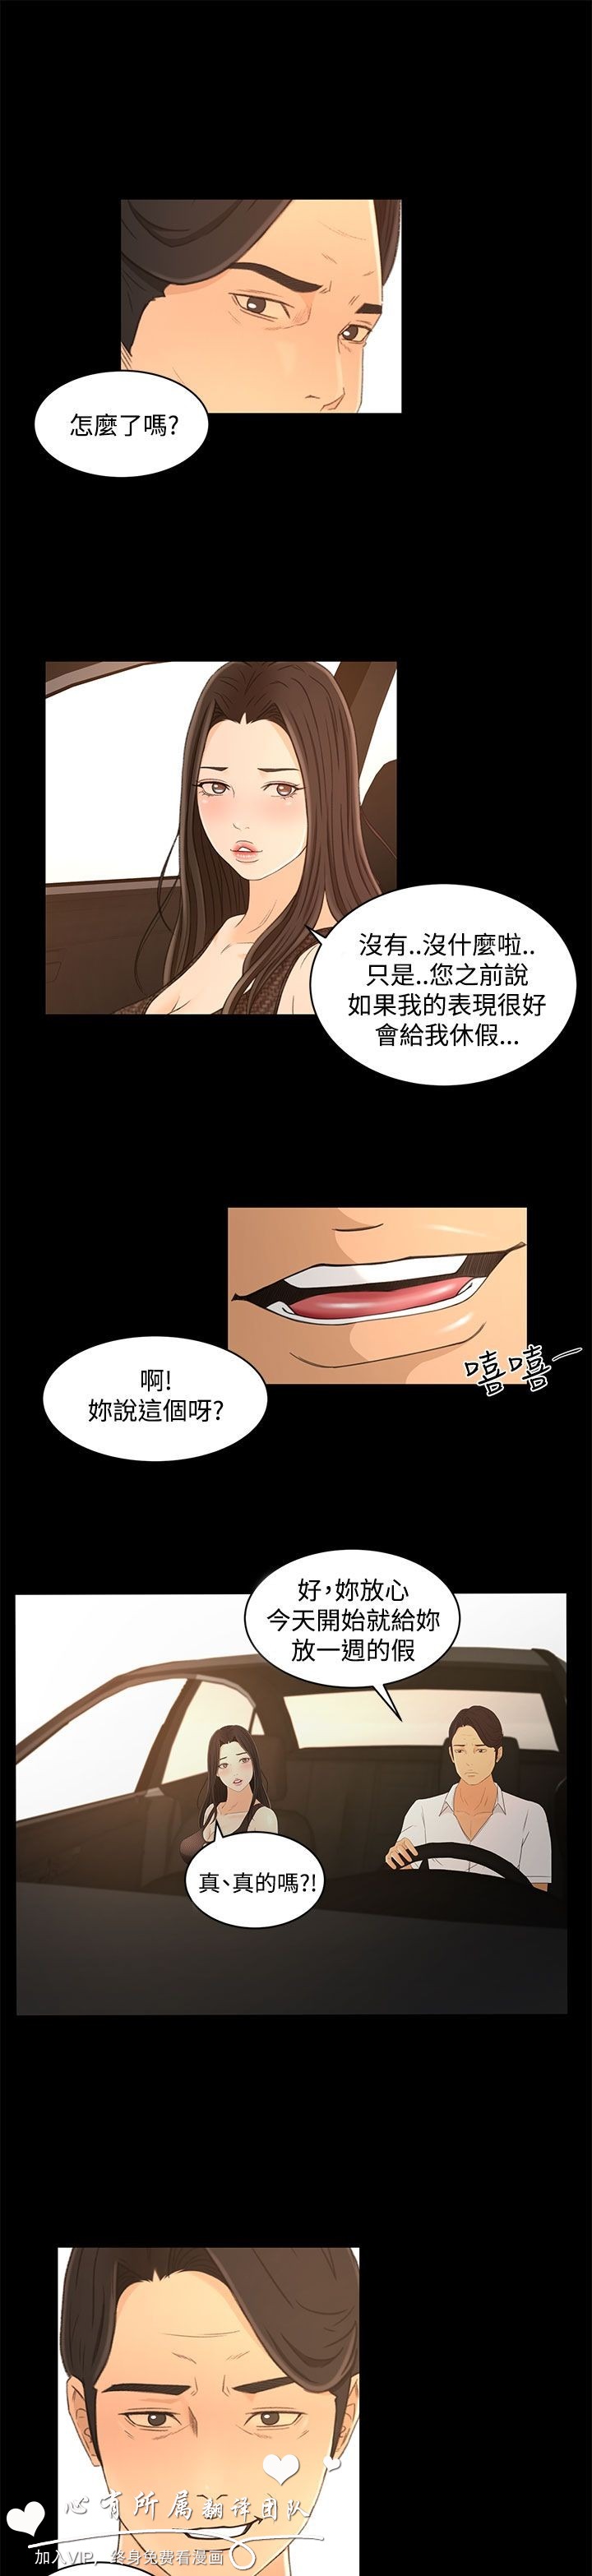 怎麼了嗎?
沒有..沒什麼啦..
只是..您之前說
如果我的表現很好
會給我休假...
嘻嘻
啊!
妳說這個呀?
好,妳放心
今天開始就給妳
放一週的假
真、真的嗎?!
心有所属翻译团队
加入VIP，终身免费看漫画